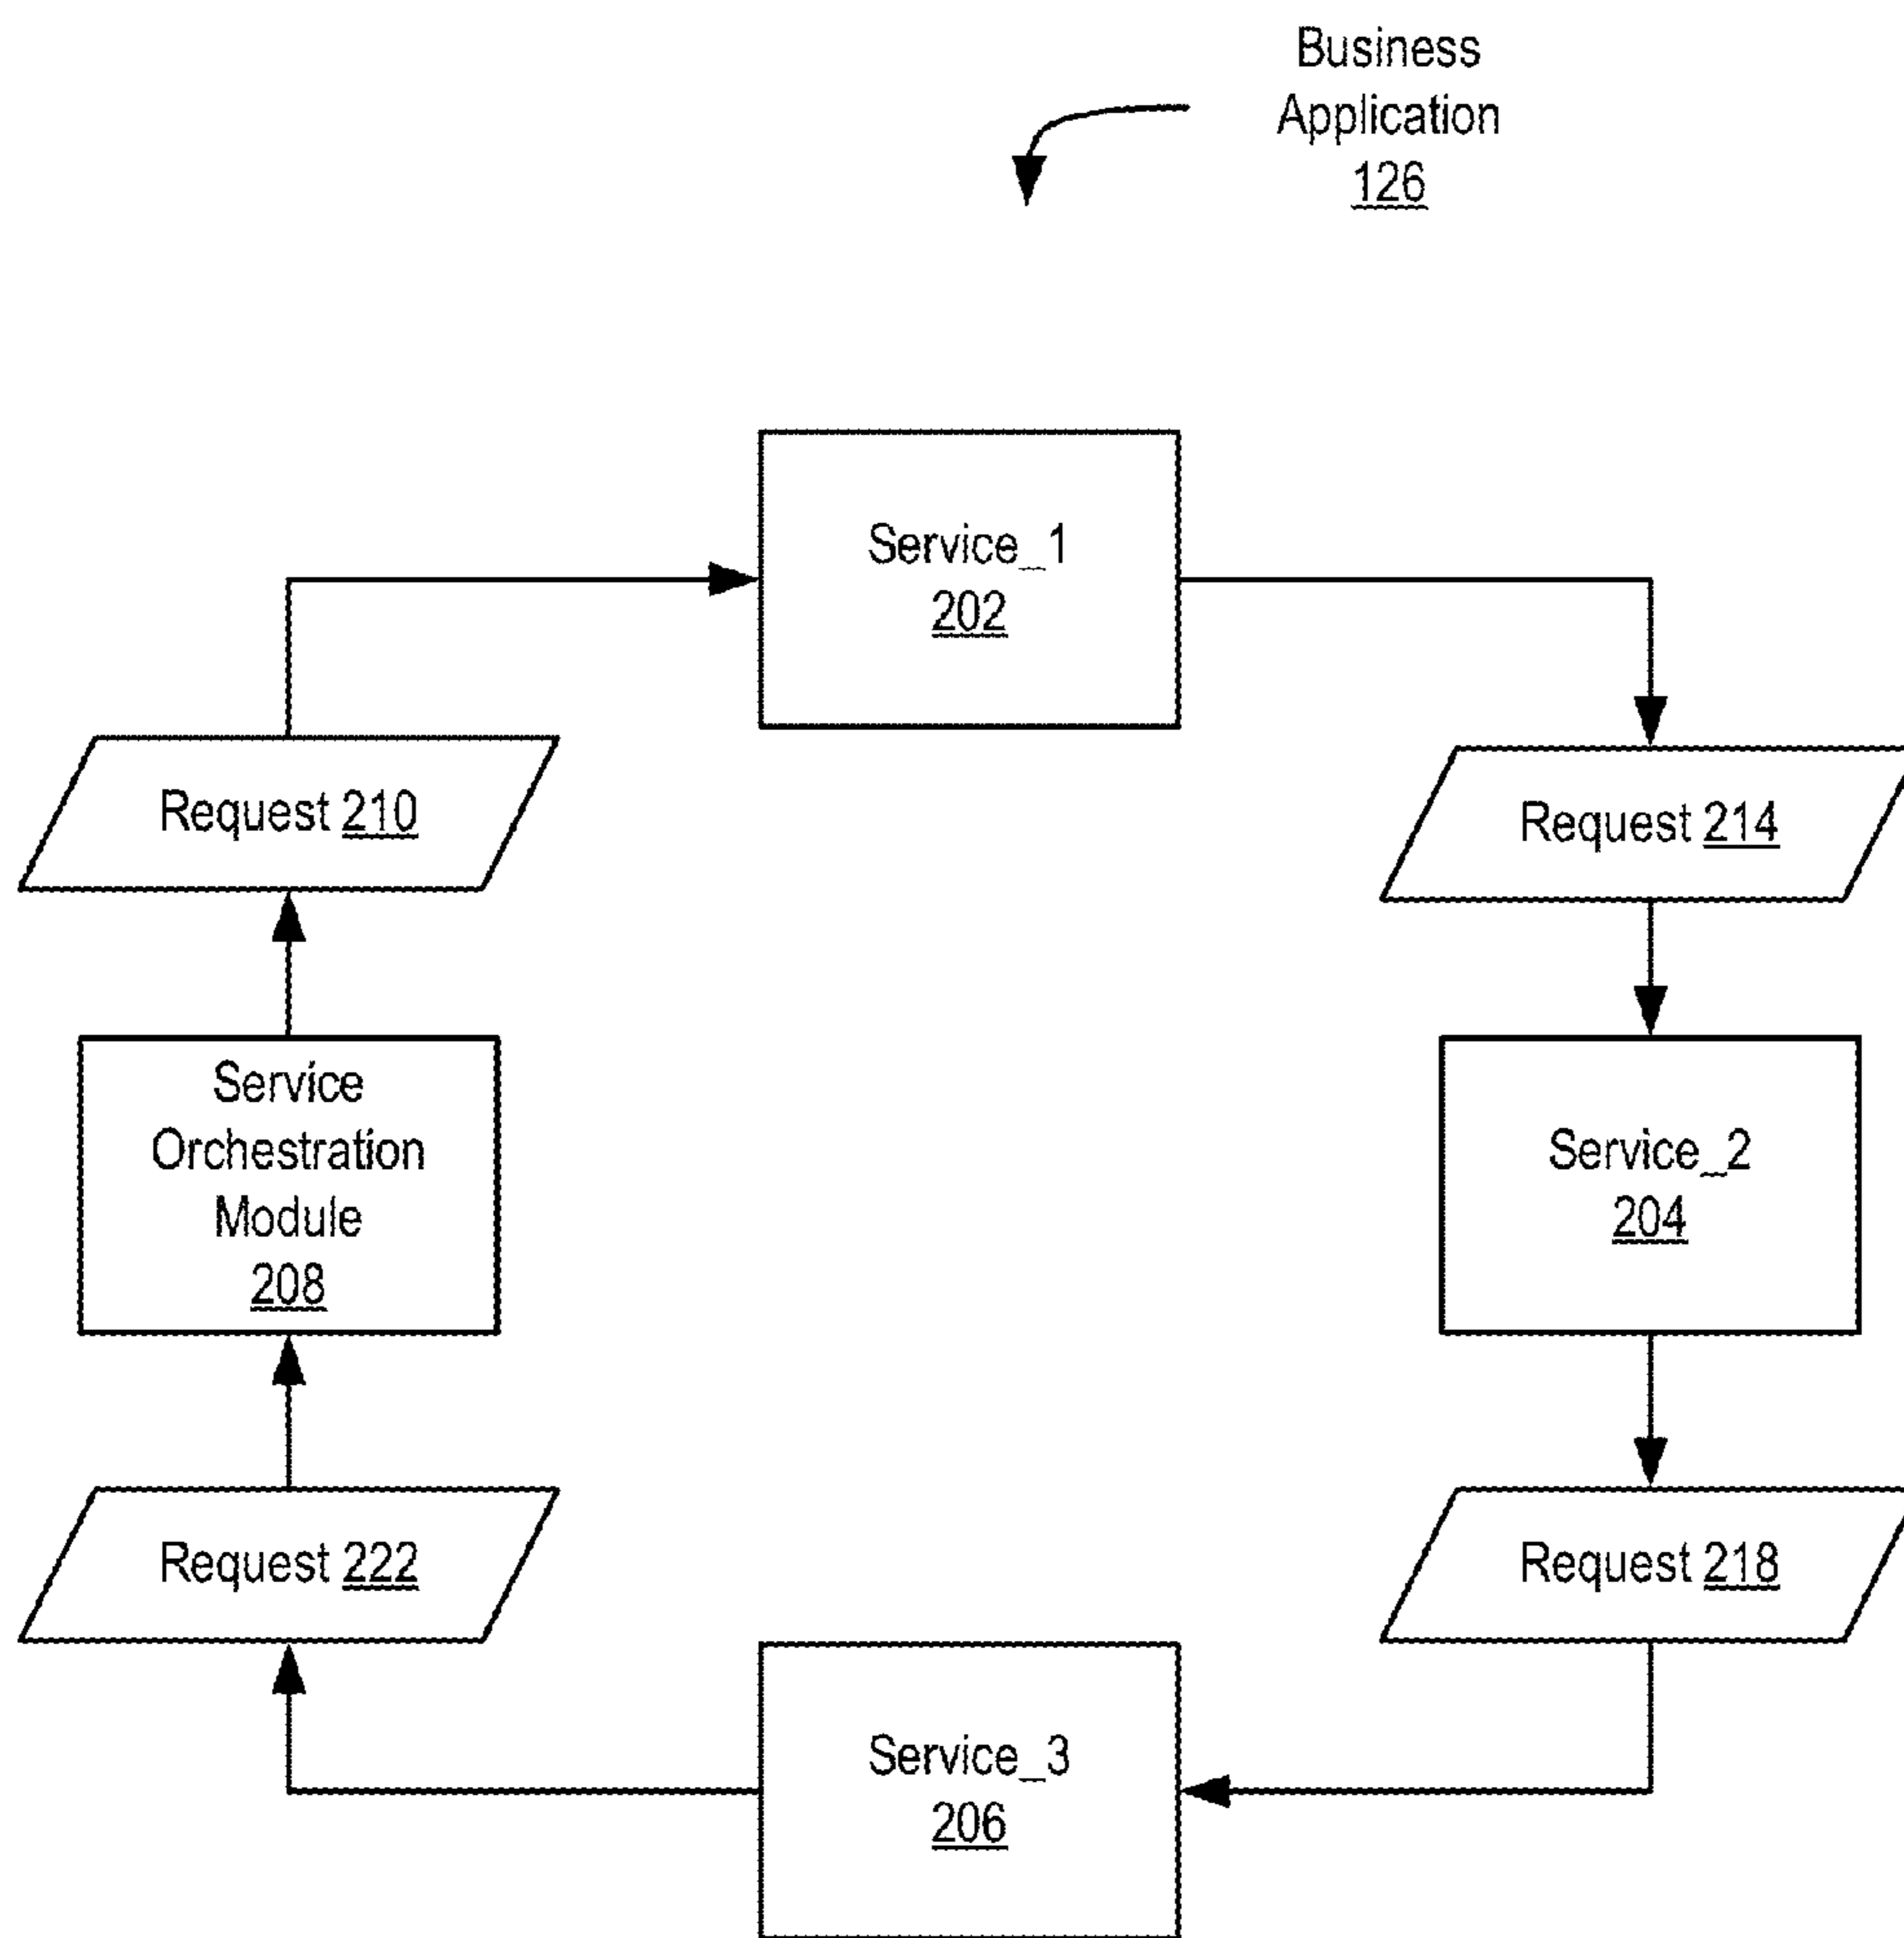 Business
Application
126
Service_1
202
Request 210
Request 214
Service
Orchestration
Module
208
Service_2
204
Request 222
Request 218
Service_3
206